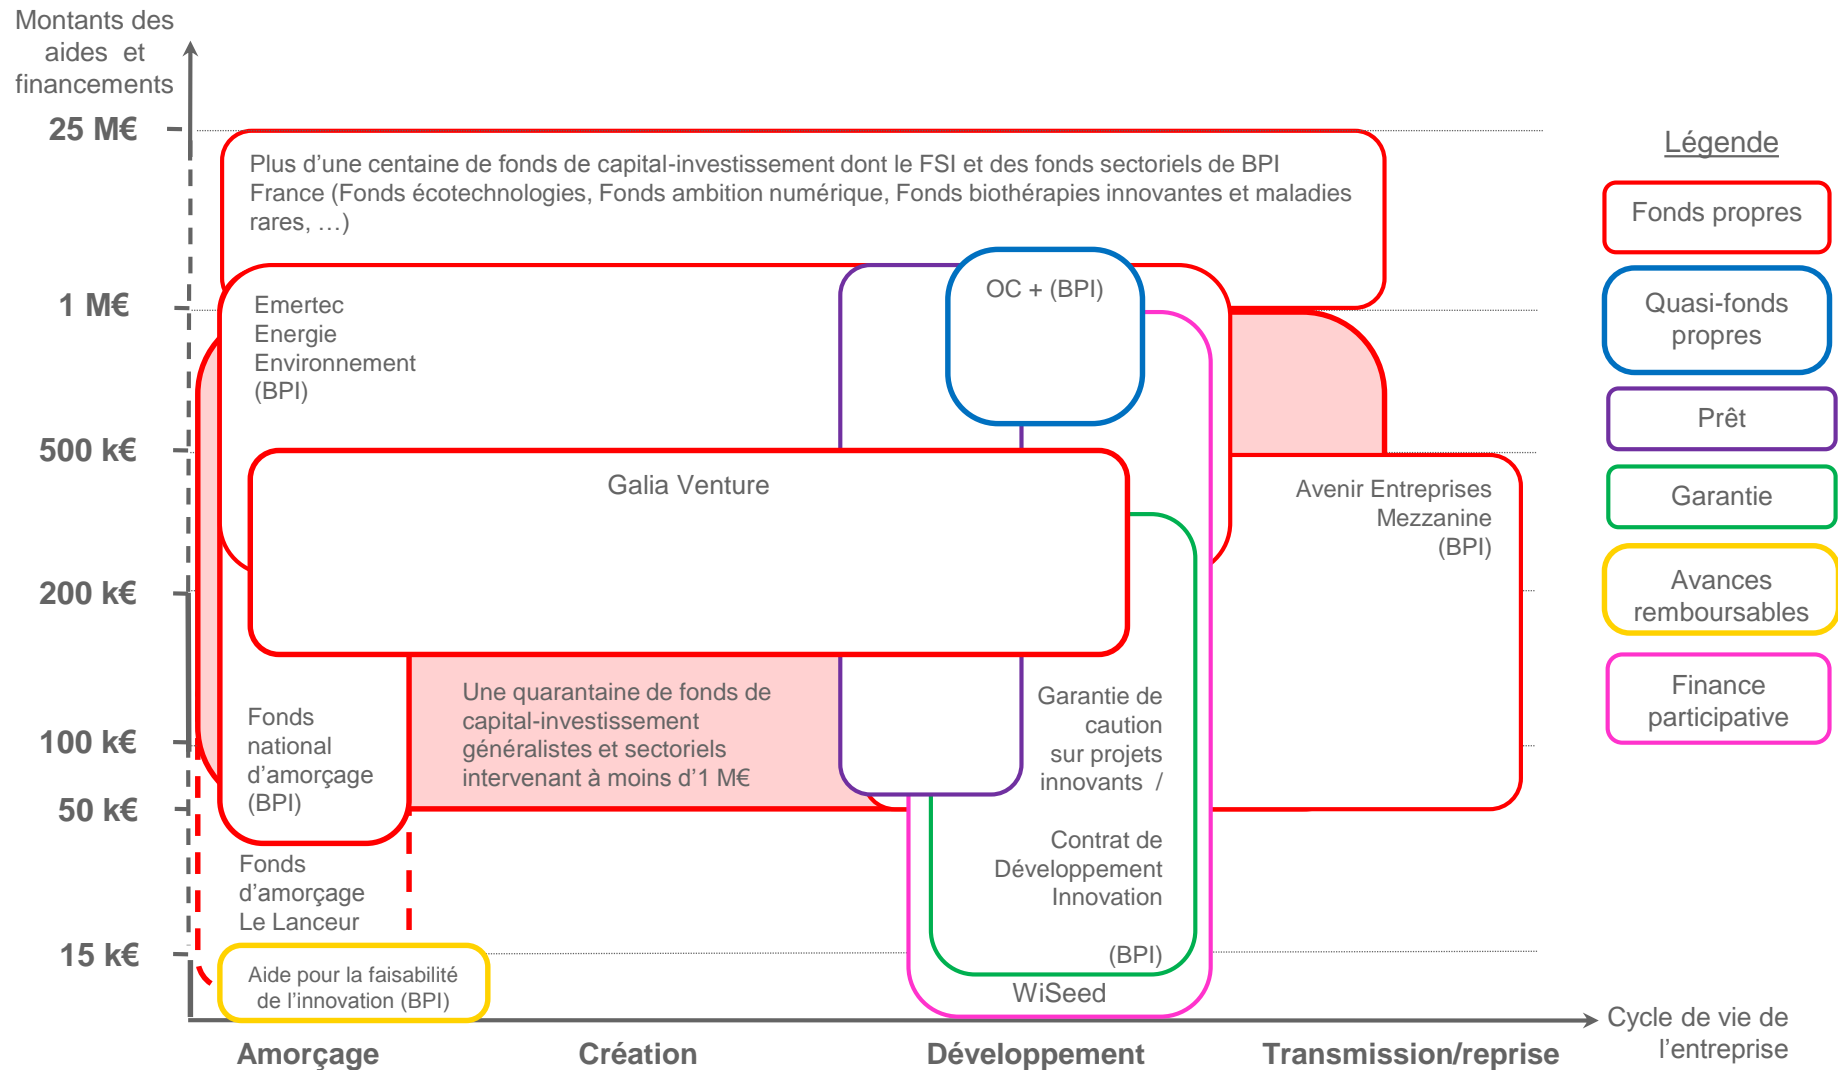 Montants des
aides et
financements
25 M€
1 M€
500 k€
200 k€
100 k€
50 k€
15 k€
Plus d’une centaine de fonds de capital-investissement dont le FSI et des fonds sectoriels de BPI
France (Fonds écotechnologies, Fonds ambition numérique, Fonds biothérapies innovantes et maladies
rares, …)
Emertec
Energie
Environnement
(BPI)
OC + (BPI)
Galia Venture
Avenir Entreprises
Mezzanine
(BPI)
Une quarantaine de fonds de
capital-investissement
généralistes et sectoriels
intervenant à moins d’1 M€
Fonds
national
d’amorçage
(BPI)
Garantie de
caution
sur projets
innovants /
Contrat de
Développement
Innovation
(BPI)
Fonds
d’amorçage
Le Lanceur
Aide pour la faisabilité
de l’innovation (BPI)
WiSeed
Amorçage
Création
Développement
Transmission/reprise
Cycle de vie de
l’entreprise
Légende
Fonds propres
Quasi-fonds
propres
Prêt
Garantie
Avances
remboursables
Finance
participative